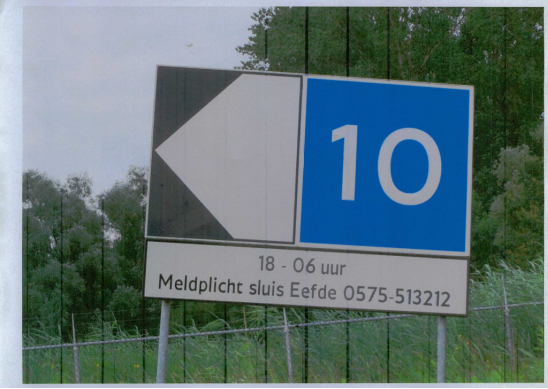 10
18 - 06 uur
Meldplicht sluis Eefde 0575-513212